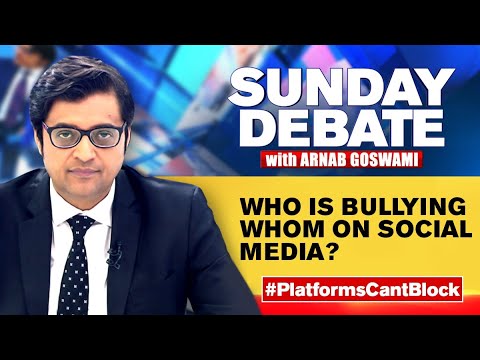 SUNDAY
DEBATE
with ARNAB GOSWAMI
WHO IS BULLYING
WHOM ON SOCIAL
MEDIA?
#PlatformsCantBlock